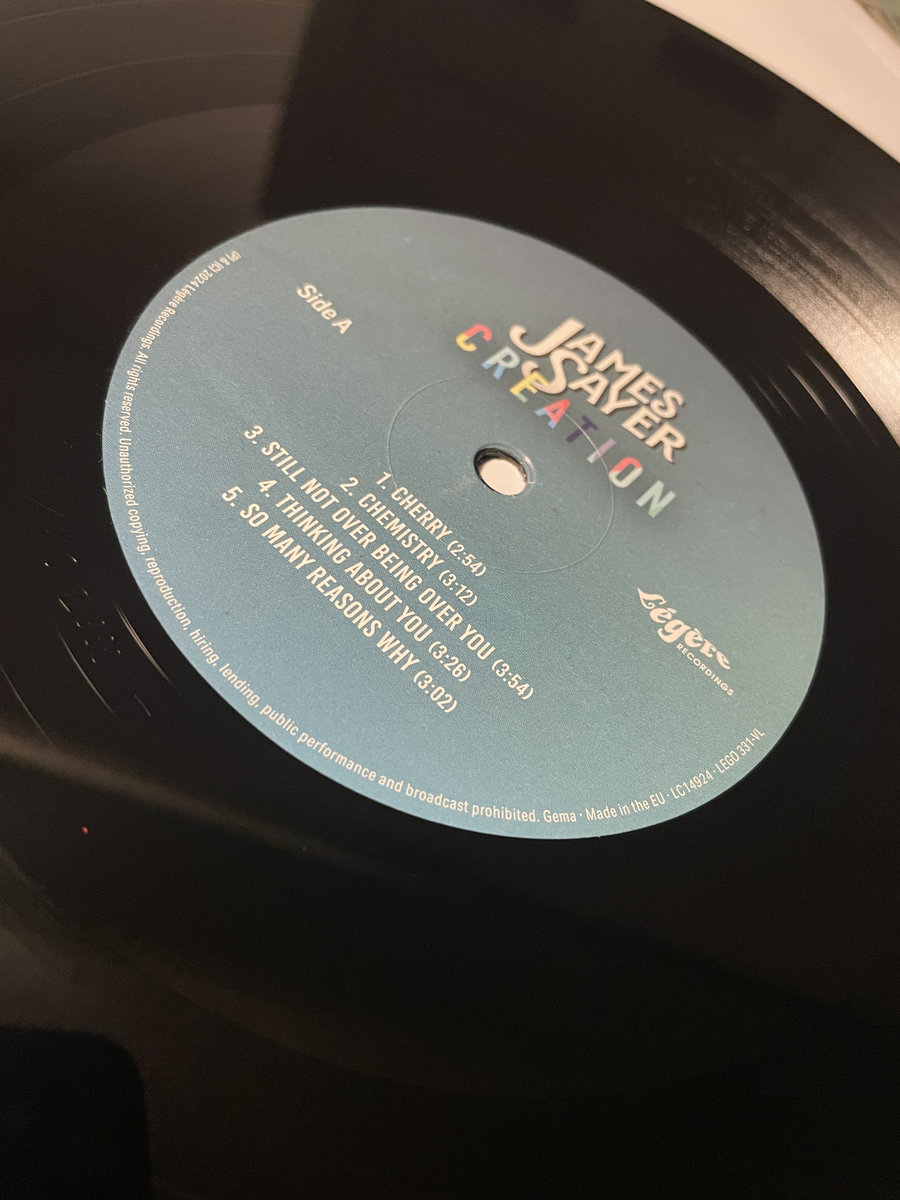 Side A
JAMES
SAYER
CREATION
1. CHERRY (2:54)
2. CHEMISTRY (3:12)
3. STILL NOT OVER BEING OVER YOU (3:54)
4. THINKING ABOUT YOU (3:26)
5. SO MANY REASONS WHY (3:02)
Légère
RECORDINGS
(P) & (C) 2024 Légère Recordings. All rights reserved. Unauthorized copying, reproduction, hiring, lending, public performance and broadcast prohibited. Gema · Made in the EU · LC14924 · LEGO 331-VL